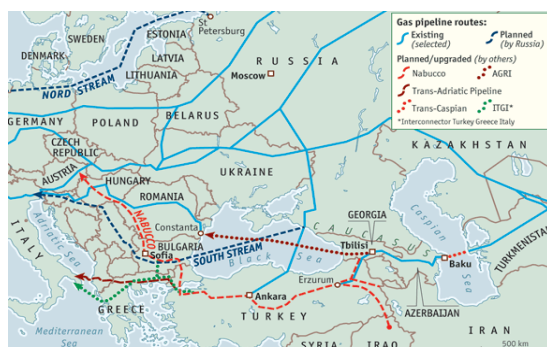 Gas pipeline routes:
Existing
(selected)
Planned
(by Russia)
Planned/upgraded (by others)
Nabucco
AGRI
Trans-Adriatic Pipeline
Trans-Caspian
ITGI*
*Interconnector Turkey Greece Italy
St
Petersburg
SWEDEN
ESTONIA
LATVIA
LITHUANIA
DENMARK
NORD STREAM
Moscow
RUSSIA
GERMANY
POLAND
BELARUS
CZECH
REPUBLIC
UKRAINE
KAZAKHSTAN
AUSTRIA
HUNGARY
ROMANIA
Constanta
NABUCCO
BULGARIA
Sofia
SOUTH STREAM
Black Sea
GEORGIA
CAUCASUS
Tbilisi
Caspian
Sea
Baku
TURKMENISTAN
ITALY
Adriatic Sea
GREECE
Ankara
Erzurum
TURKEY
AZERBAIJAN
Mediterranean
Sea
SYRIA
IRAQ
IRAN
500 km